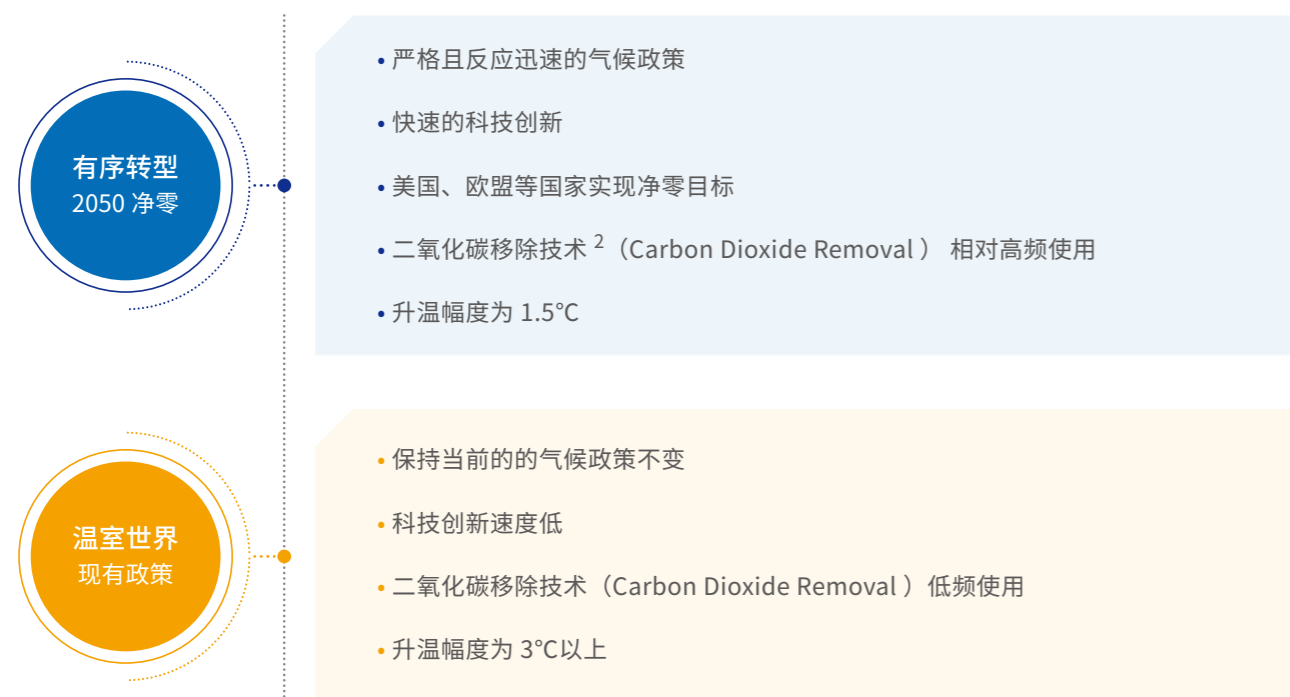 有序转型
2050 净零
• 严格且反应迅速的气候政策
• 快速的科技创新
• 美国、欧盟等国家实现净零目标
• 二氧化碳移除技术 2（Carbon Dioxide Removal ） 相对高频使用
• 升温幅度为 1.5℃
温室世界
现有政策
• 保持当前的的气候政策不变
• 科技创新速度低
• 二氧化碳移除技术（Carbon Dioxide Removal ）低频使用
• 升温幅度为 3℃以上